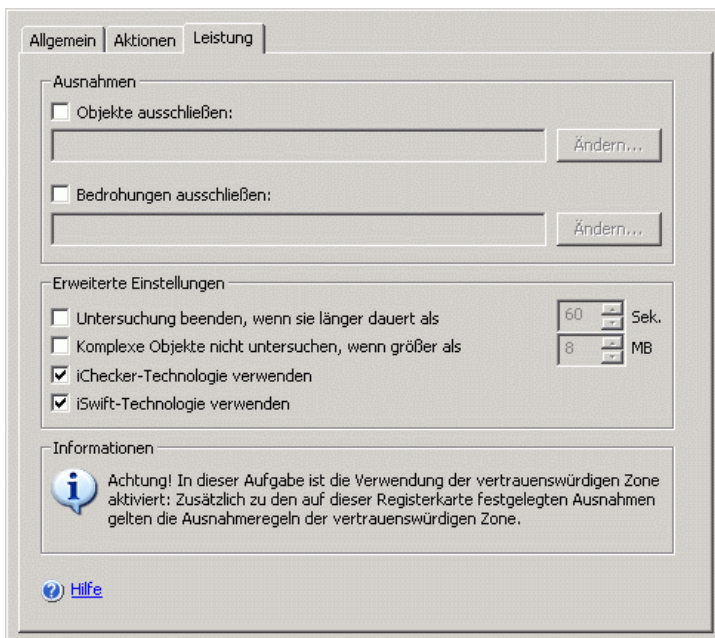 Allgemein Aktionen Leistung
Ausnahmen
Objekte ausschließen:
Ändern...
Bedrohungen ausschließen:
Ändern...
Erweiterte Einstellungen
Untersuchung beenden, wenn sie länger dauert als 60 Sek.
Komplexe Objekte nicht untersuchen, wenn größer als 8 MB
iChecker-Technologie verwenden
iSwift-Technologie verwenden
Informationen
Achtung! In dieser Aufgabe ist die Verwendung der vertrauenswürdigen Zone
aktiviert: Zusätzlich zu den auf dieser Registerkarte festgelegten Ausnahmen
gelten die Ausnahmeregeln der vertrauenswürdigen Zone.
Hilfe